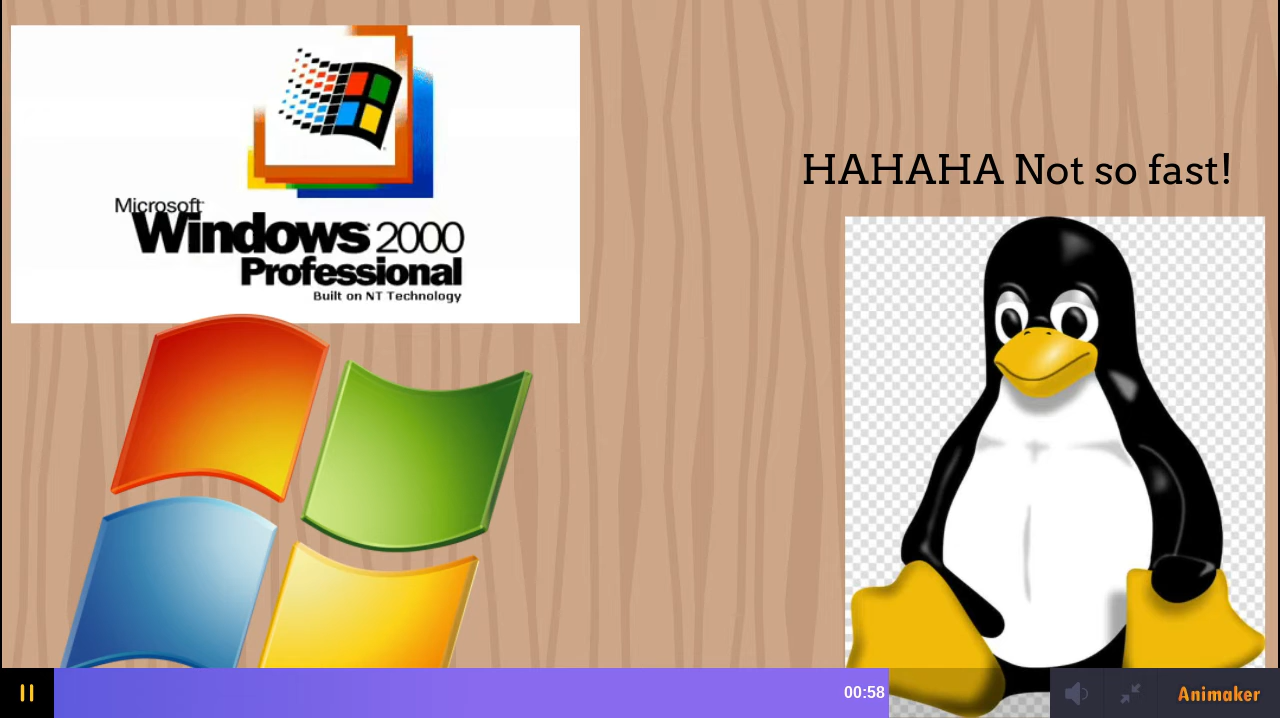 Microsoft
Windows 2000
Professional
Built on NT Technology
HAHAHA Not so fast!
00:58
Animaker